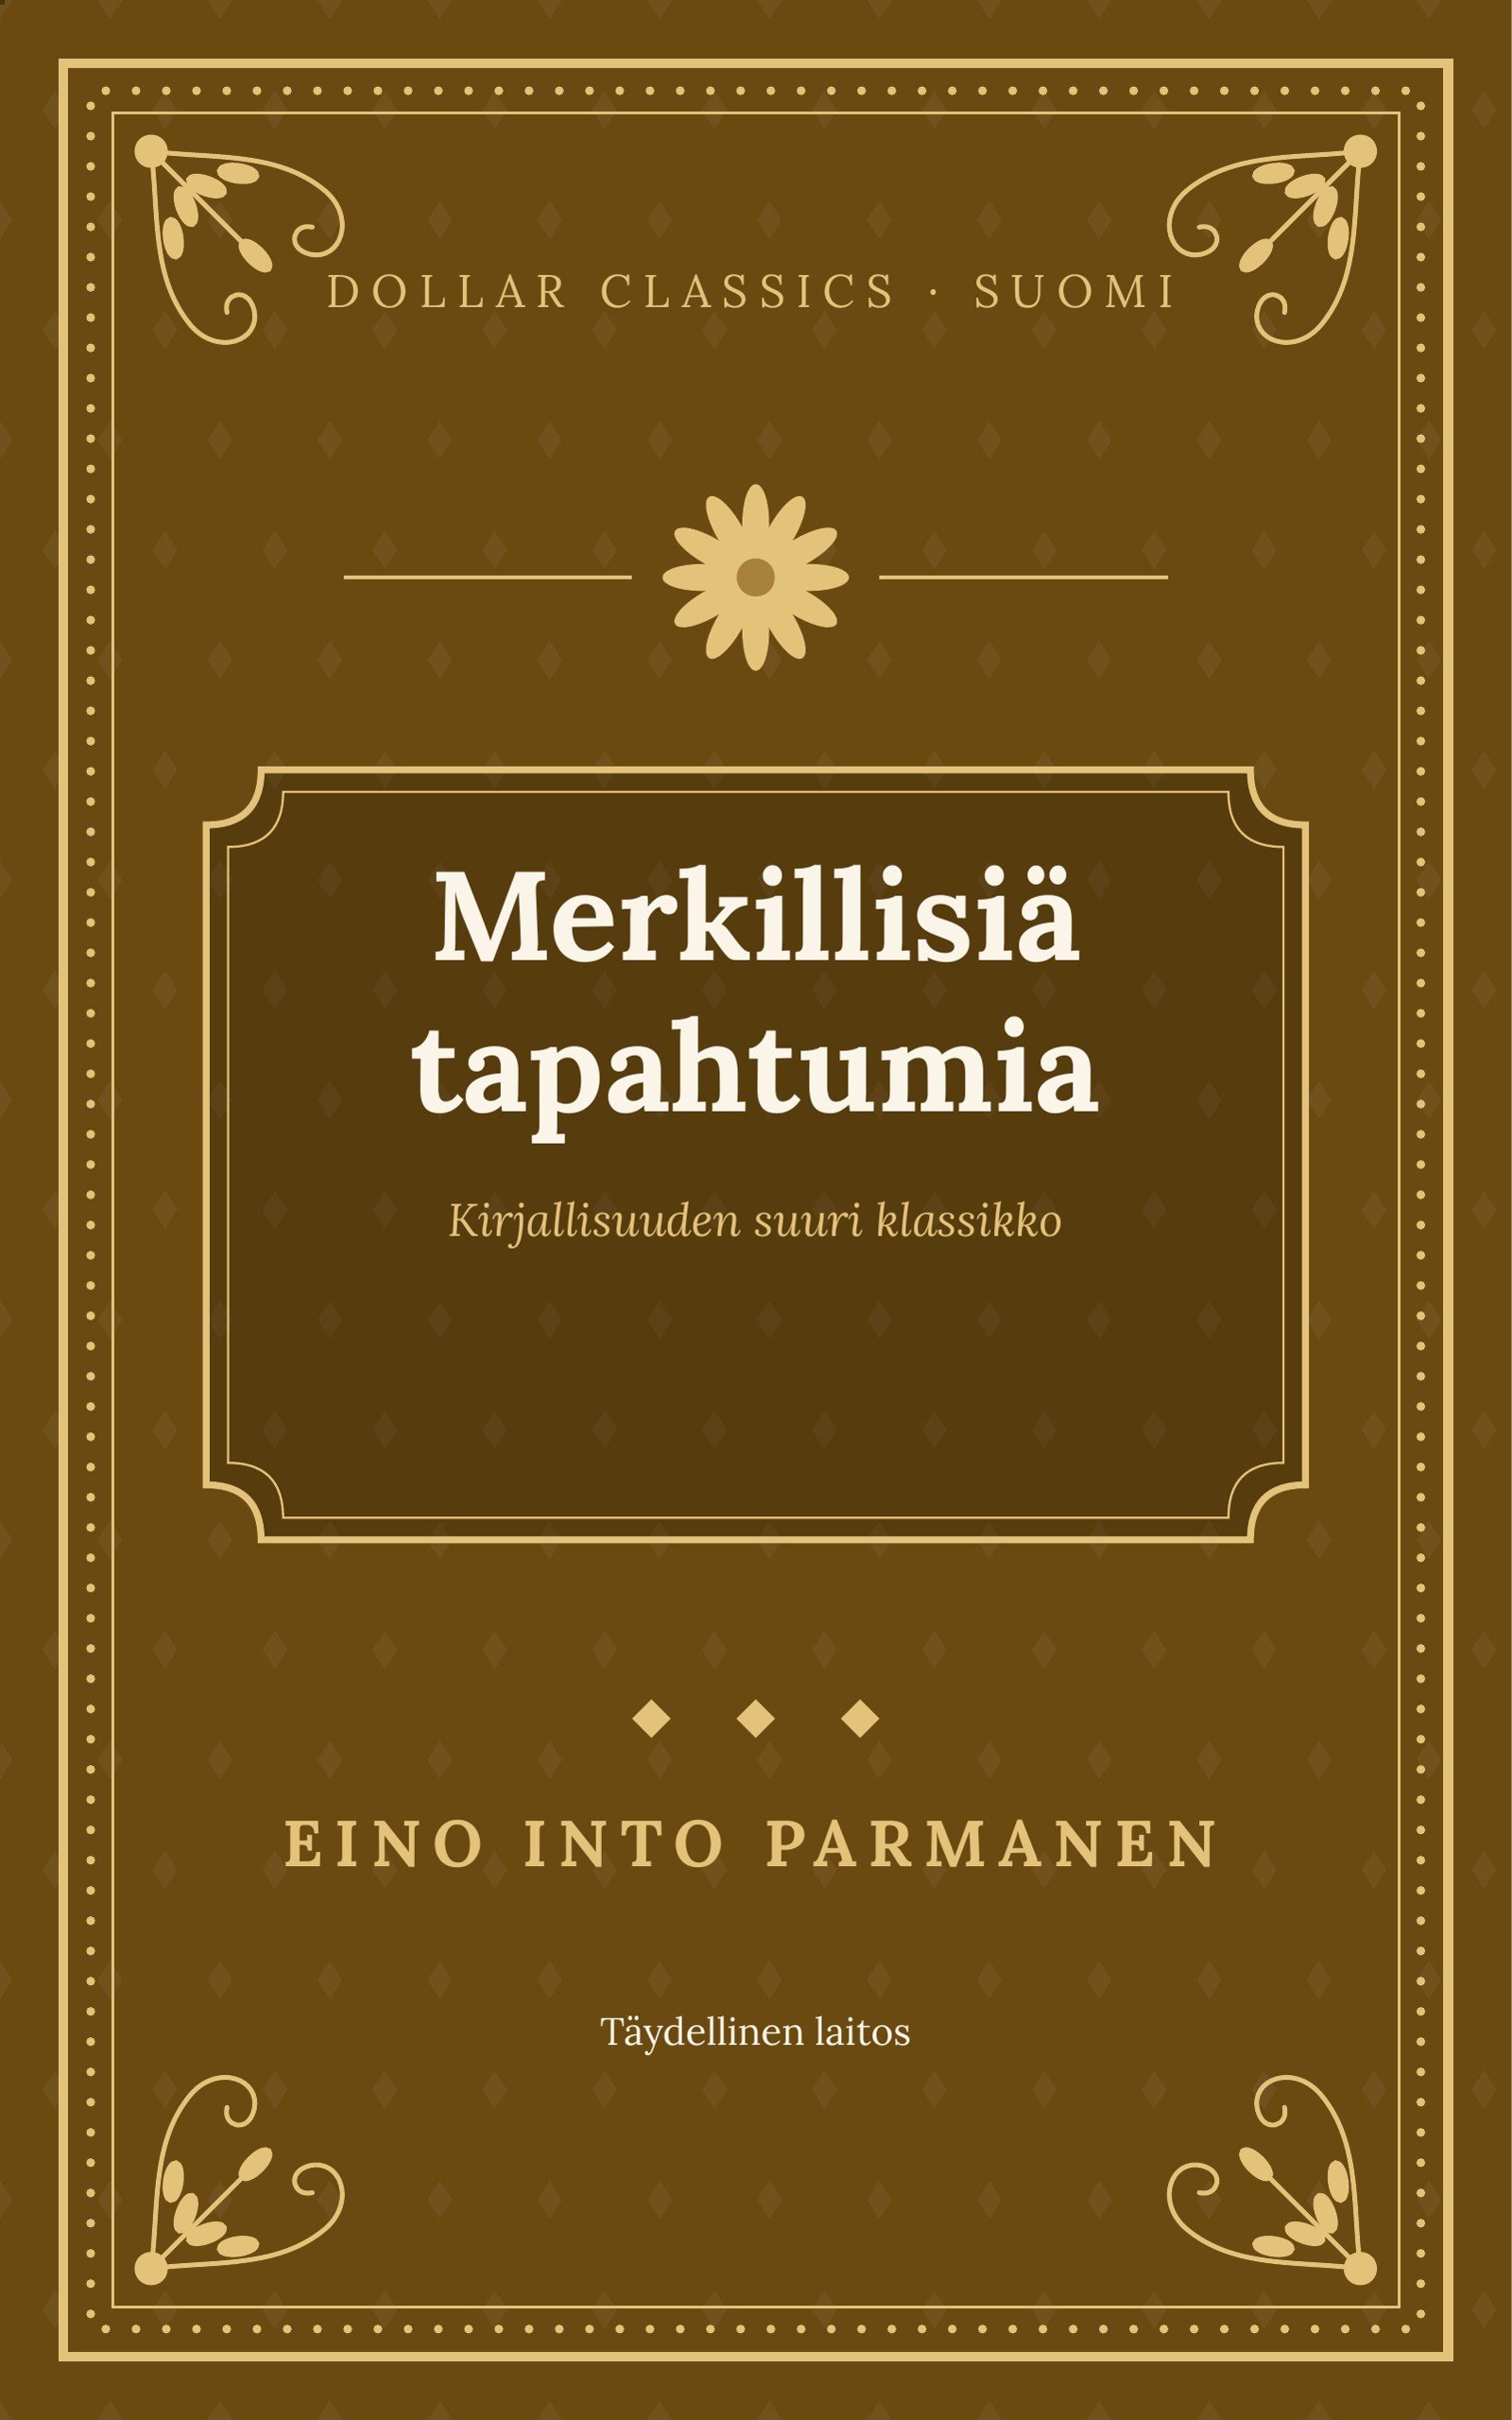 DOLLAR CLASSICS · SUOMI
Merkillisiä
tapahtumia
Kirjallisuuden suuri klassikko
EINO INTO PARMANEN
Täydellinen laitos